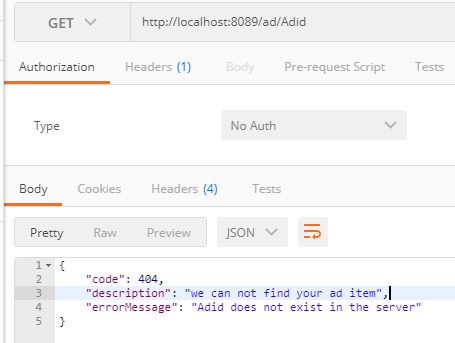 GET http://localhost:8089/ad/Adid
Authorization Headers (1) Body Pre-request Script Tests
Type No Auth
Body Cookies Headers (4) Tests
Pretty Raw Preview JSON
1 {
2 "code": 404,
3 "description": "we can not find your ad item",
4 "errorMessage": "Adid does not exist in the server"
5 }